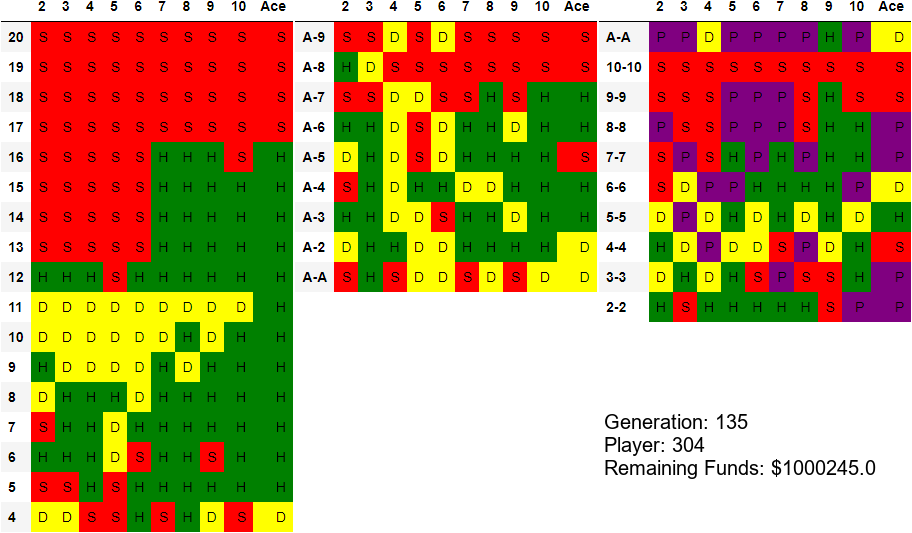 2 3 4 5 6 7 8 9 10 Ace
20 S S S S S S S S S S
19 S S S S S S S S S S
18 S S S S S S S S S S
17 S S S S S S S S S S
16 S S S S S H H H S H
15 S S S S S H H H H H
14 S S S S S H H H H H
13 S S S S S H H H H H
12 H H H S H H H H H H
11 D D D D D D D D D H
10 D D D D D D H D H H
9 H D D D D H D H H H
8 D H H H D H H H H H
7 S H H D H H H H H H
6 H H H D S H H S H H
5 S S H S H H H H H H
4 D D S S H S H D S D
2 3 4 5 6 7 8 9 10 Ace
A-9 S S D S D S S S S S
A-8 H D S S S S S S S S
A-7 S S D D S S H S H H
A-6 H H D S D H H D H H
A-5 D H D S D H H H H S
A-4 S H D H H D D H H H
A-3 H H D D S H H D H H
A-2 D H H D D H H H H D
A-A S H S D D S D S D D
2 3 4 5 6 7 8 9 10 Ace
A-A P P D P P P P H P D
10-10 S S S S S S S S S S
9-9 S S S P P P S H S S
8-8 P S S P P P S H H P
7-7 S P S H P H P H H P
6-6 S D P P H H H H P D
5-5 D P D H D H D H D H
4-4 H D P D D S P D H S
3-3 D H D H S P S S H P
2-2 H S H H H H H S P P
Generation: 135
Player: 304
Remaining Funds: $1000245.0